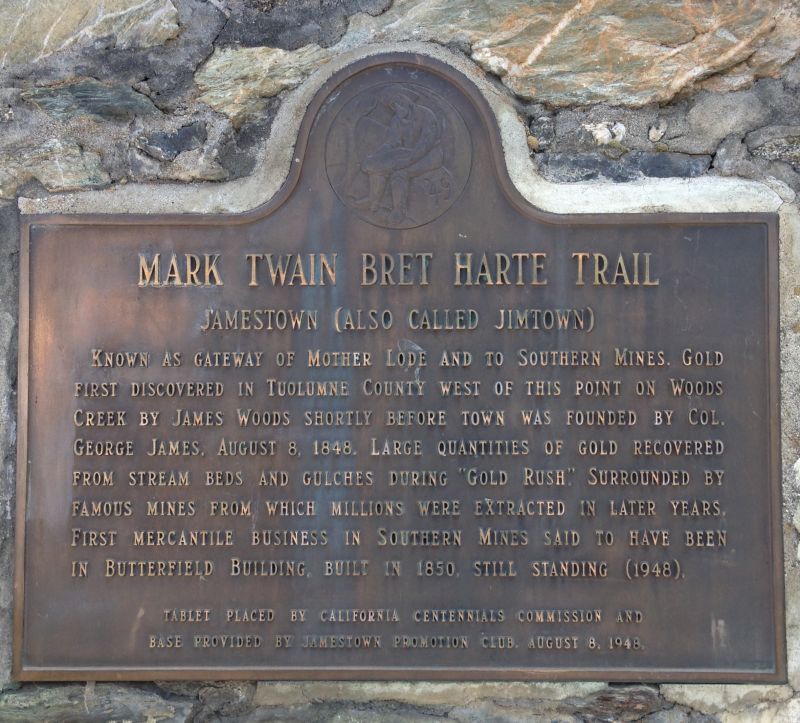 49
MARK TWAIN BRET HARTE TRAIL
JAMESTOWN (ALSO CALLED JIMTOWN)
KNOWN AS GATEWAY OF MOTHER LODE AND TO SOUTHERN MINES. GOLD
FIRST DISCOVERED IN TUOLUMNE COUNTY WEST OF THIS POINT ON WOODS
CREEK BY JAMES WOODS SHORTLY BEFORE TOWN WAS FOUNDED BY COL.
GEORGE JAMES, AUGUST 8, 1848. LARGE QUANTITIES OF GOLD RECOVERED
FROM STREAM BEDS AND GULCHES DURING "GOLD RUSH." SURROUNDED BY
FAMOUS MINES FROM WHICH MILLIONS WERE EXTRACTED IN LATER YEARS.
FIRST MERCANTILE BUSINESS IN SOUTHERN MINES SAID TO HAVE BEEN
IN BUTTERFIELD BUILDING, BUILT IN 1850, STILL STANDING (1948).
TABLET PLACED BY CALIFORNIA CENTENNIALS COMMISSION AND
BASE PROVIDED BY JAMESTOWN PROMOTION CLUB. AUGUST 8, 1948.